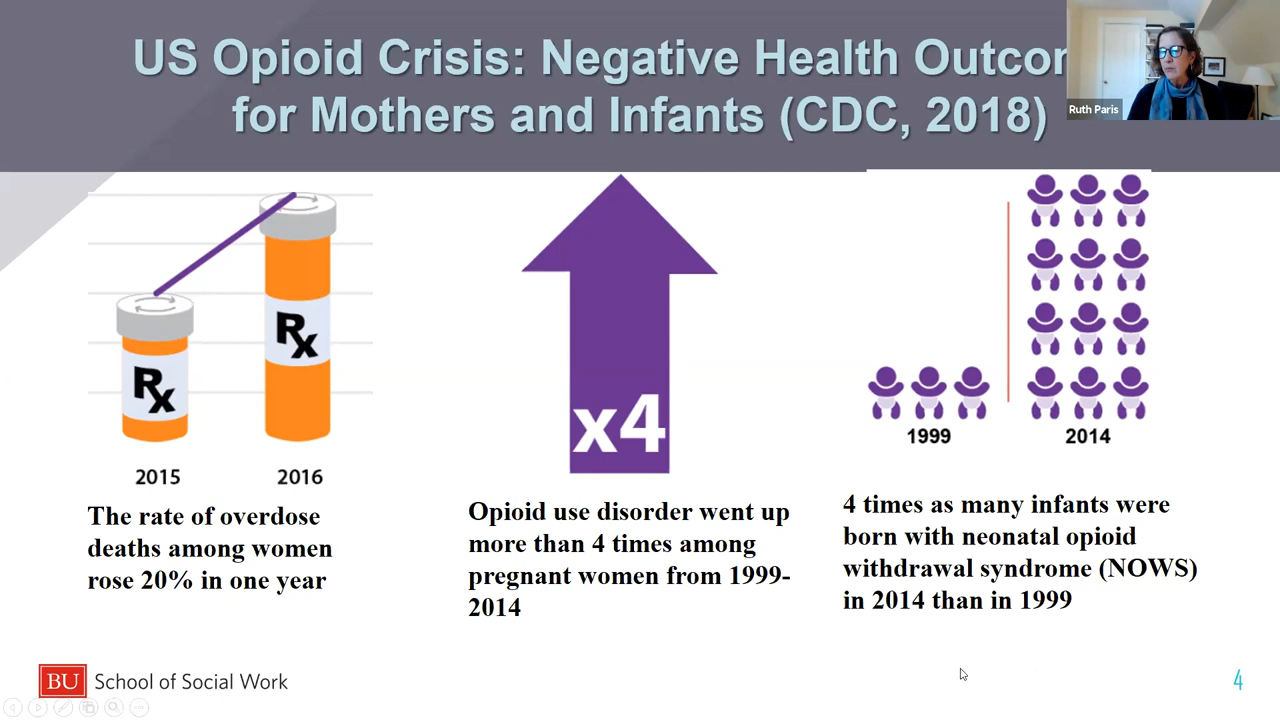 US Opioid Crisis: Negative Health Outcom
for Mothers and Infants (CDC, 2018)
Ruth Paris
Rx
Rx
2015
2016
The rate of overdose
deaths among women
rose 20% in one year
x4
Opioid use disorder went up
more than 4 times among
pregnant women from 1999-
2014
1999
2014
4 times as many infants were
born with neonatal opioid
withdrawal syndrome (NOWS)
in 2014 than in 1999
BU School of Social Work
4